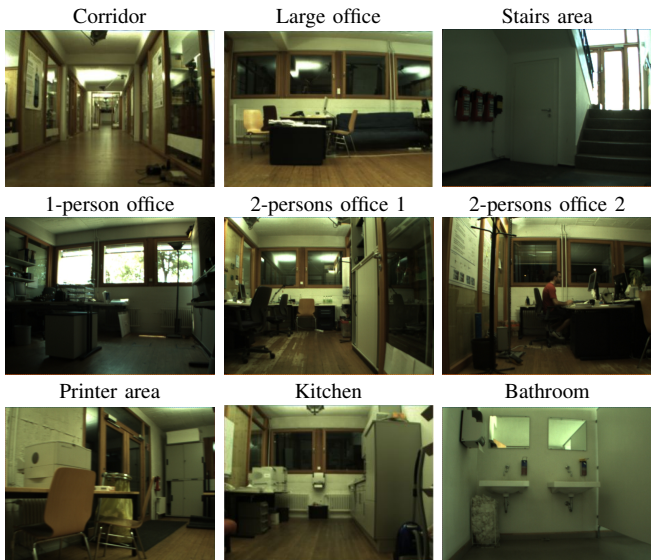 Corridor
Large office
Stairs area
1-person office
2-persons office 1
2-persons office 2
Printer area
Kitchen
Bathroom